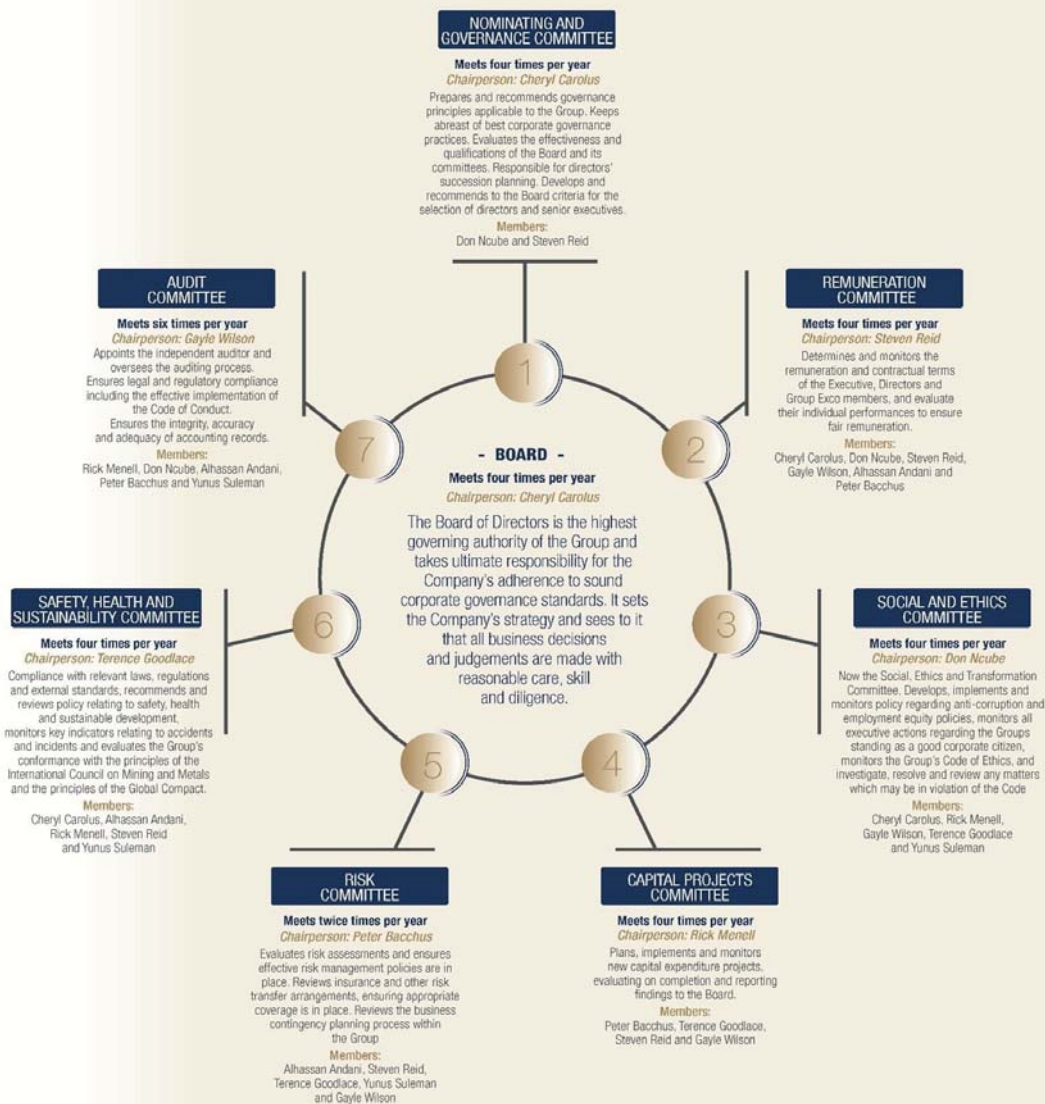 NOMINATING AND
GOVERNANCE COMMITTEE
Meets four times per year
Chairperson: Cheryl Carolus
Prepares and recommends governance
principles applicable to the Group. Keeps
abreast of best corporate governance
practices. Evaluates the effectiveness and
qualifications of the Board and its
committees. Responsible for directors'
succession planning. Develops and
recommends to the Board criteria for the
selection of directors and senior executives.
Members:
Don Ncube and Steven Reid
1
REMUNERATION
COMMITTEE
Meets four times per year
Chairperson: Steven Reid
Determines and monitors the
remuneration and contractual terms
of the Executive, Directors and
Group Exco members, and evaluate
their individual performances to ensure
fair remuneration.
Members:
Cheryl Carolus, Don Ncube, Steven Reid,
Gayle Wilson, Alhassan Andani and
Peter Bacchus
2
SOCIAL AND ETHICS
COMMITTEE
Meets four times per year
Chairperson: Don Ncube
Now the Social, Ethics and Transformation
Committee. Develops, implements and
monitors policy regarding anti-corruption and
employment equity policies, monitors all
executive actions regarding the Groups
standing as a good corporate citizen,
monitors the Group's Code of Ethics, and
investigate, resolve and review any matters
which may be in violation of the Code
Members:
Cheryl Carolus, Rick Menell,
Gayle Wilson, Terence Goodlace
and Yunus Suleman
3
CAPITAL PROJECTS
COMMITTEE
Meets four times per year
Chairperson: Rick Menell
Plans, implements and monitors
new capital expenditure projects,
evaluating on completion and reporting
findings to the Board.
Members:
Peter Bacchus, Terence Goodlace,
Steven Reid and Gayle Wilson
4
RISK
COMMITTEE
Meets twice times per year
Chairperson: Peter Bacchus
Evaluates risk assessments and ensures
effective risk management policies are in
place. Reviews insurance and other risk
transfer arrangements, ensuring appropriate
coverage is in place. Reviews the business
contingency planning process within
the Group
Members:
Alhassan Andani, Steven Reid,
Terence Goodlace, Yunus Suleman
and Gayle Wilson
5
SAFETY, HEALTH AND
SUSTAINABILITY COMMITTEE
Meets four times per year
Chairperson: Terence Goodlace
Compliance with relevant laws, regulations
and external standards, recommends and
reviews policy relating to safety, health
and sustainable development,
monitors key indicators relating to accidents
and incidents and evaluates the Group's
conformance with the principles of the
International Council on Mining and Metals
and the principles of the Global Compact.
Members:
Cheryl Carolus, Alhassan Andani,
Rick Menell, Steven Reid
and Yunus Suleman
6
AUDIT
COMMITTEE
Meets six times per year
Chairperson: Gayle Wilson
Appoints the independent auditor and
oversees the auditing process.
Ensures legal and regulatory compliance
including the effective implementation of
the Code of Conduct.
Ensures the integrity, accuracy
and adequacy of accounting records.
Members:
Rick Menell, Don Ncube, Alhassan Andani,
Peter Bacchus and Yunus Suleman
7
- BOARD -
Meets four times per year
Chairperson: Cheryl Carolus
The Board of Directors is the highest
governing authority of the Group and
takes ultimate responsibility for the
Company's adherence to sound
corporate governance standards. It sets
the Company's strategy and sees to it
that all business decisions
and judgements are made with
reasonable care, skill
and diligence.